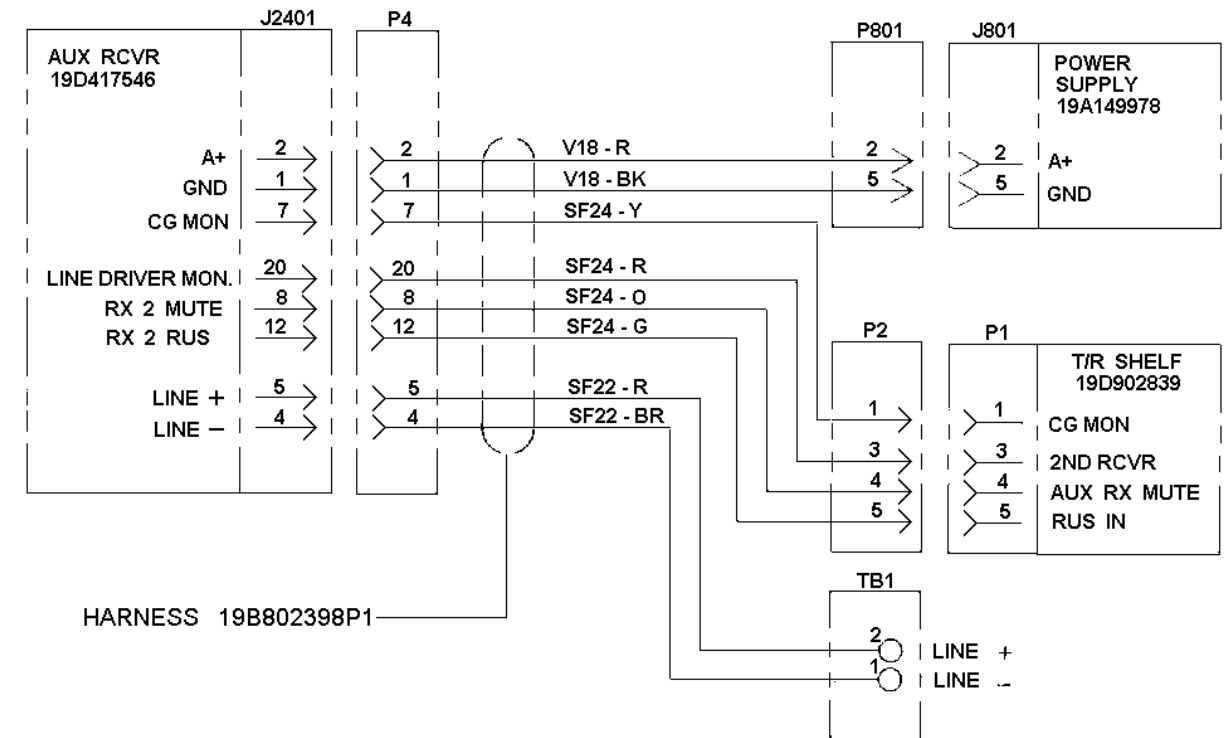 J2401 P4 P801 J801
AUX RCVR
19D417546
POWER
SUPPLY
19A149978
A+ 2 2 V18 - R 2 2 A+
GND 1 1 V18 - BK 5 5 GND
CG MON 7 7 SF24 - Y
LINE DRIVER MON. 20 20 SF24 - R
RX 2 MUTE 8 8 SF24 - O
RX 2 RUS 12 12 SF24 - G
P2 P1
T/R SHELF
19D902839
LINE + 5 5 SF22 - R
LINE - 4 4 SF22 - BR
1 1 CG MON
3 3 2ND RCVR
4 4 AUX RX MUTE
5 5 RUS IN
TB1
HARNESS 19B802398P1
2 LINE +
1 LINE -